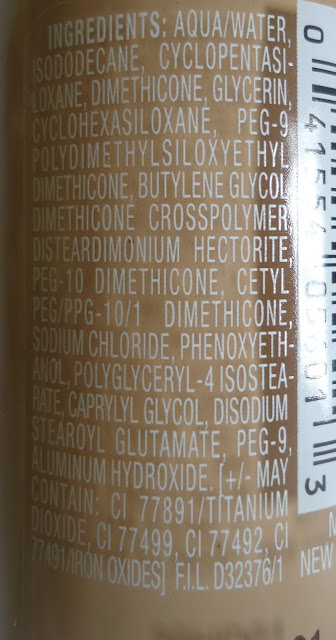 INGREDIENTS: AQUA/WATER,
ISODODECANE, CYCLOPENTASI-
LOXANE, DIMETHICONE, GLYCERIN,
CYCLOHEXASILOXANE, PEG-9
POLYDIMETHYLSILOXYETHYL
DIMETHICONE, BUTYLENE GLYCOL
DIMETHICONE CROSSPOLYMER
DISTEARDIMONIUM HECTORITE,
PEG-10 DIMETHICONE, CETYL
PEG/PPG-10/1 DIMETHICONE,
SODIUM CHLORIDE, PHENOXYETH-
ANOL, POLYGLYCERYL-4 ISOSTEA-
RATE, CAPRYLYL GLYCOL, DISODIUM
STEAROYL GLUTAMATE, PEG-9,
ALUMINUM HYDROXIDE. [+/- MAY
CONTAIN: CI 77891/TITANIUM
DIOXIDE, CI 77499, CI 77492, CI
77491/IRON OXIDES] F.I.L. D32376/1
NEW
0
3